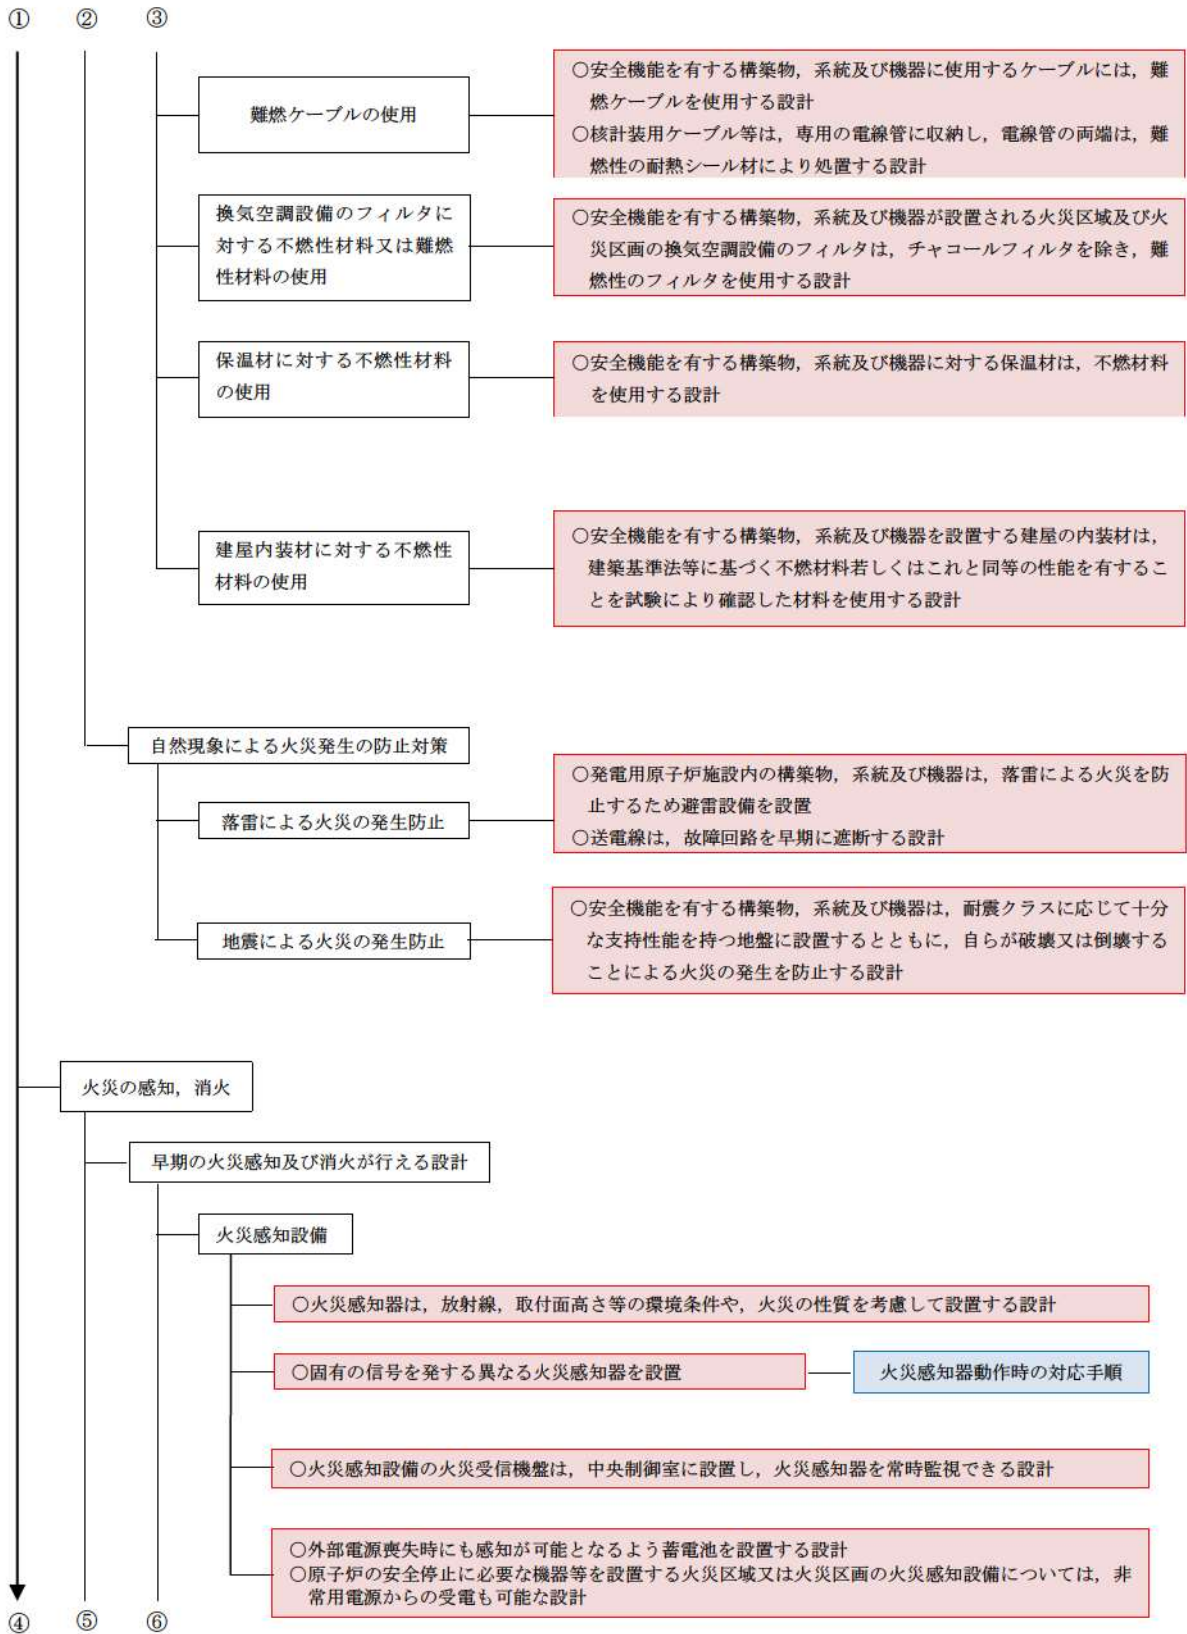 ① ② ③
難燃ケーブルの使用
○安全機能を有する構築物，系統及び機器に使用するケーブルには，難
燃ケーブルを使用する設計
○核計装用ケーブル等は，専用の電線管に収納し，電線管の両端は，難
燃性の耐熱シール材により処置する設計
換気空調設備のフィルタに
対する不燃性材料又は難燃
性材料の使用
○安全機能を有する構築物，系統及び機器が設置される火災区域及び火
災区画の換気空調設備のフィルタは，チャコールフィルタを除き，難
燃性のフィルタを使用する設計
保温材に対する不燃性材料
の使用
○安全機能を有する構築物，系統及び機器に対する保温材は，不燃材料
を使用する設計
建屋内装材に対する不燃性
材料の使用
○安全機能を有する構築物，系統及び機器を設置する建屋の内装材は，
建築基準法等に基づく不燃材料若しくはこれと同等の性能を有するこ
とを試験により確認した材料を使用する設計
自然現象による火災発生の防止対策
落雷による火災の発生防止
○発電用原子炉施設内の構築物，系統及び機器は，落雷による火災を防
止するため避雷設備を設置
○送電線は，故障回路を早期に遮断する設計
地震による火災の発生防止
○安全機能を有する構築物，系統及び機器は，耐震クラスに応じて十分
な支持性能を持つ地盤に設置するとともに，自らが破壊又は倒壊する
ことによる火災の発生を防止する設計
火災の感知，消火
早期の火災感知及び消火が行える設計
火災感知設備
○火災感知器は，放射線，取付面高さ等の環境条件や，火災の性質を考慮して設置する設計
○固有の信号を発する異なる火災感知器を設置
火災感知器動作時の対応手順
○火災感知設備の火災受信機盤は，中央制御室に設置し，火災感知器を常時監視できる設計
○外部電源喪失時にも感知が可能となるよう蓄電池を設置する設計
○原子炉の安全停止に必要な機器等を設置する火災区域又は火災区画の火災感知設備については，非
常用電源からの受電も可能な設計
④ ⑤ ⑥